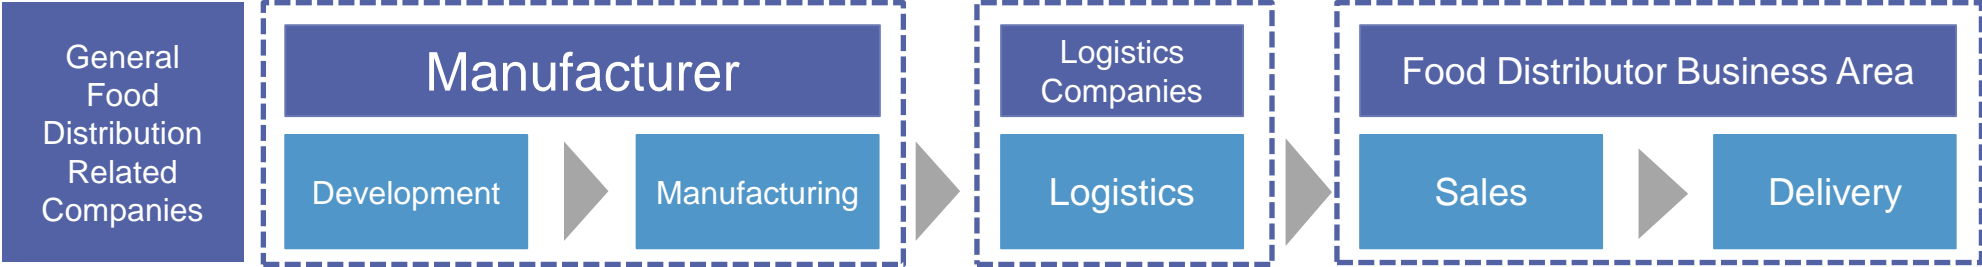 General
Food
Distribution
Related
Companies
Manufacturer
Development
Manufacturing
Logistics
Companies
Logistics
Food Distributor Business Area
Sales
Delivery